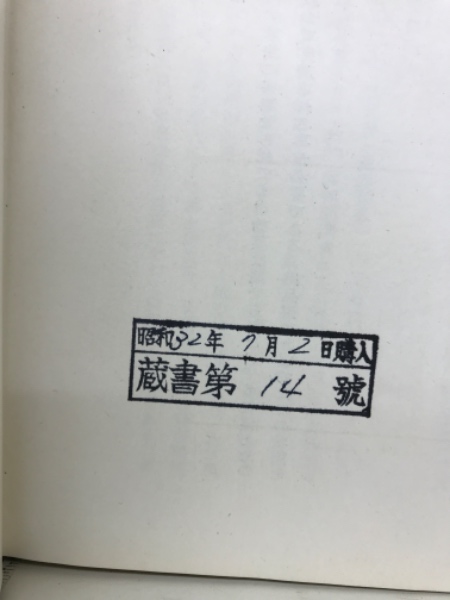 昭和32年 7月 2日購入
蔵書第 14 號